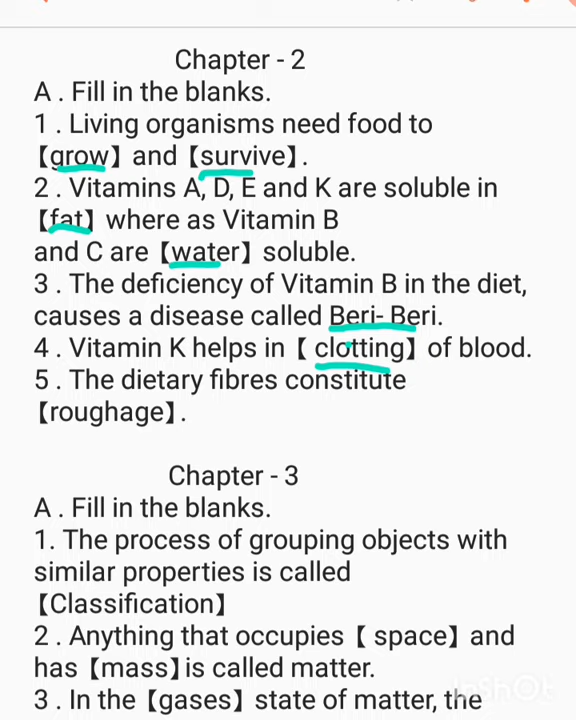 Chapter - 2
A . Fill in the blanks.
1 . Living organisms need food to
【grow】 and 【survive】.
2 . Vitamins A, D, E and K are soluble in
【fat】 where as Vitamin B
and C are 【water】 soluble.
3 . The deficiency of Vitamin B in the diet,
causes a disease called Beri- Beri.
4 . Vitamin K helps in 【 clotting】 of blood.
5 . The dietary fibres constitute
【roughage】.
Chapter - 3
A . Fill in the blanks.
1. The process of grouping objects with
similar properties is called
【Classification】
2 . Anything that occupies 【 space】 and
has 【mass】is called matter.
3 . In the 【gases】 state of matter, the
InShOt